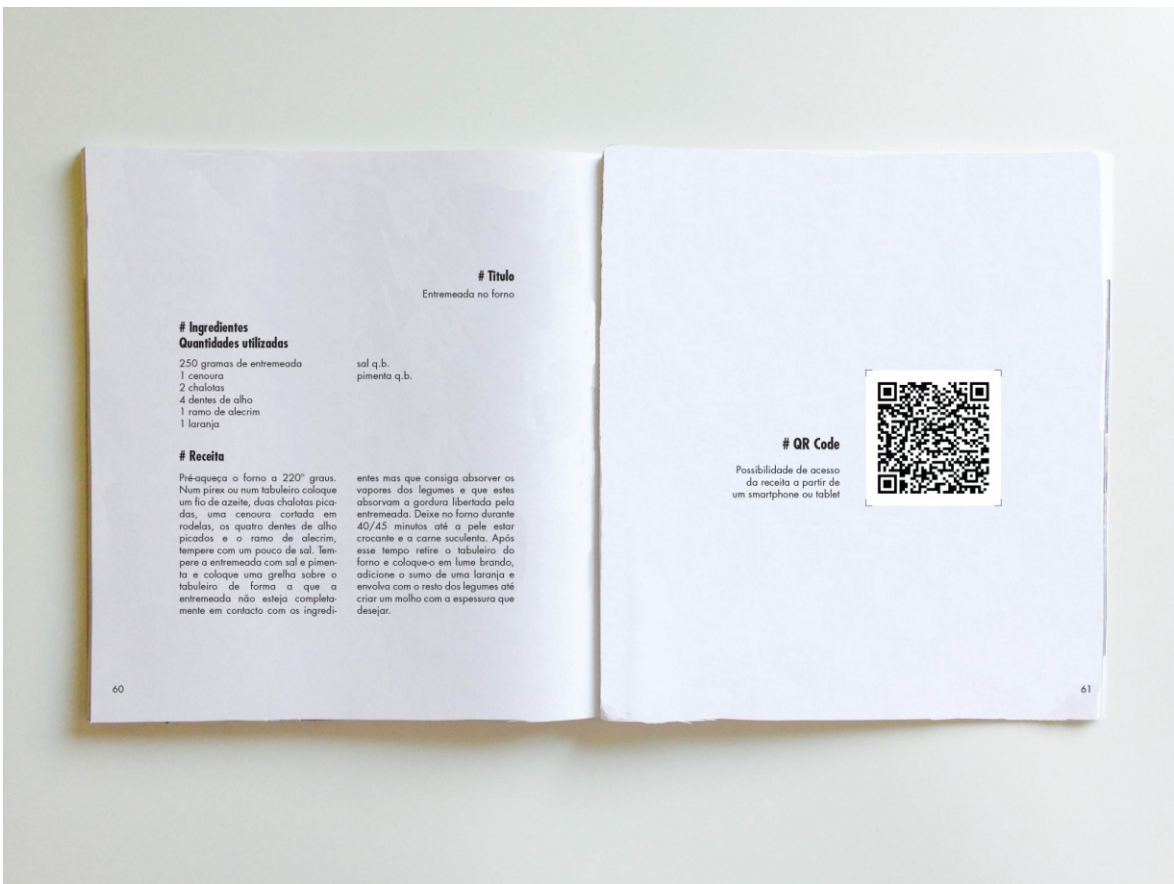 # Titulo
Entremeada no forno
# Ingredientes
Quantidades utilizadas
250 gramas de entremeada
1 cenoura
2 chalotas
4 dentes de alho
1 ramo de alecrim
1 laranja
sal q.b.
pimenta q.b.
# Receita
Pré-aqueça o forno a 220º graus.
Num pirex ou num tabuleiro coloque
um fio de azeite, duas chalotas pica-
das, uma cenoura cortada em
rodelas, os quatro dentes de alho
picados e o ramo de alecrim,
tempere com um pouco de sal. Tem-
pere a entremeada com sal e pimen-
ta e coloque uma grelha sobre o
tabuleiro de forma a que a
entremeada não esteja completa-
mente em contacto com os ingredi-
entes mas que consiga absorver os
vapores dos legumes e que estes
absorvam a gordura libertada pela
entremeada. Deixe no forno durante
40/45 minutos até a pele estar
crocante e a carne suculenta. Após
esse tempo retire o tabuleiro do
forno e coloque-o em lume brando,
adicione o sumo de uma laranja e
envolva com o resto dos legumes até
criar um molho com a espessura que
desejar.
60
# QR Code
Possibilidade de acesso
da receita a partir de
um smartphone ou tablet
61